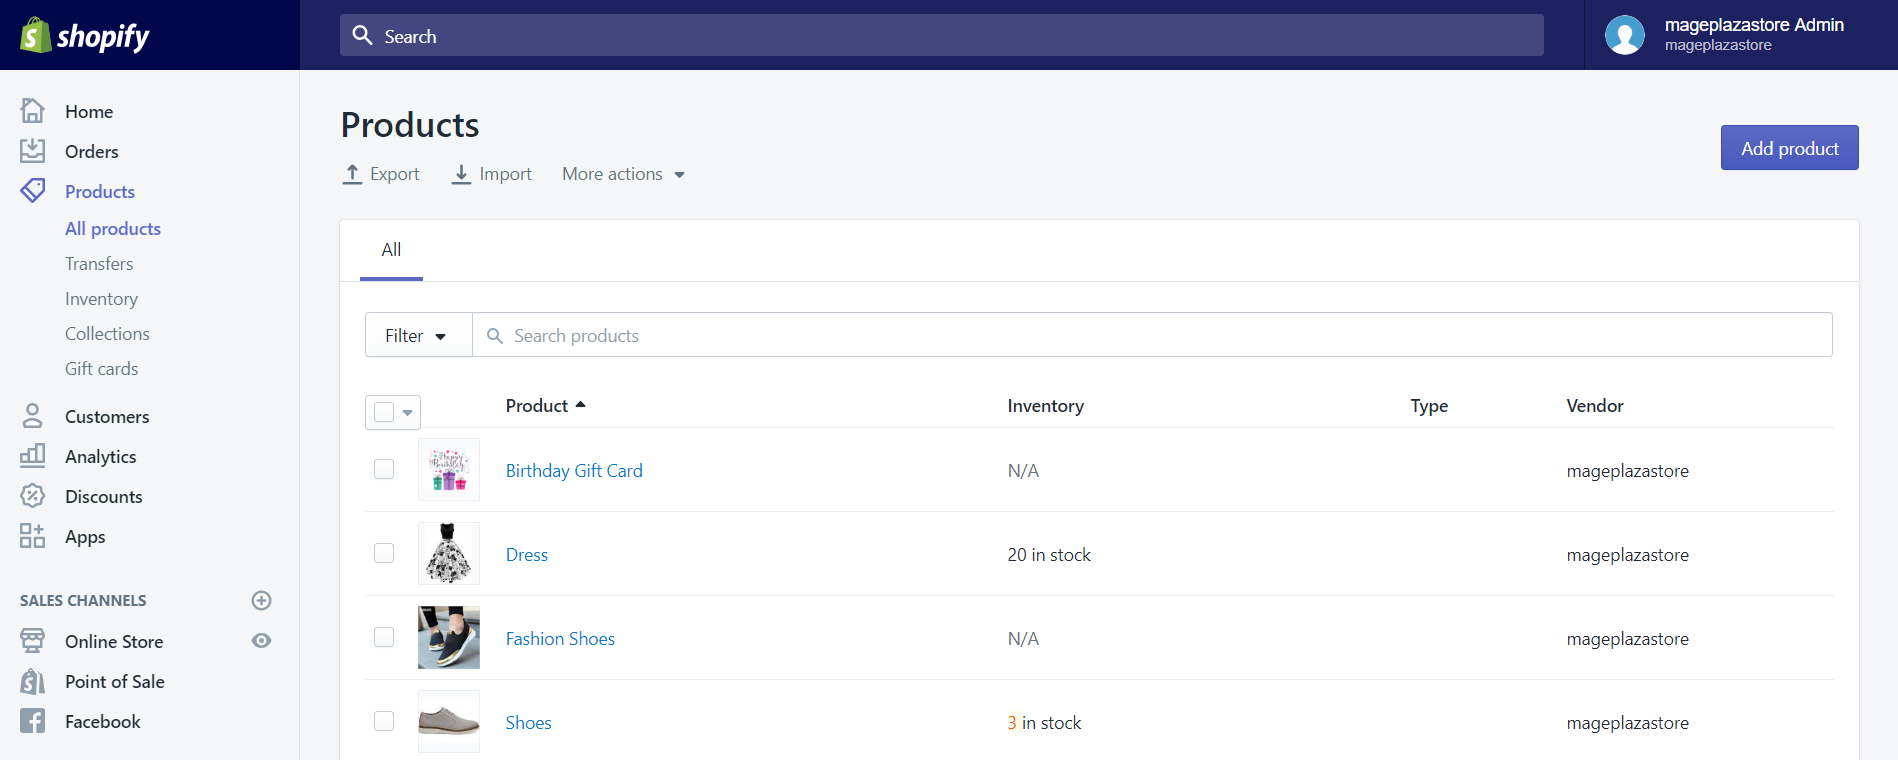 shopify
Search
mageplazastore Admin
mageplazastore
Home
Orders
Products
All products
Transfers
Inventory
Collections
Gift cards
Customers
Analytics
Discounts
Apps
SALES CHANNELS
Online Store
Point of Sale
Facebook
Products
Export Import More actions
Add product
All
Filter Search products
Product Inventory Type Vendor
Happy Birthday
Birthday Gift Card N/A mageplazastore
Dress 20 in stock mageplazastore
Fashion Shoes N/A mageplazastore
Shoes 3 in stock mageplazastore